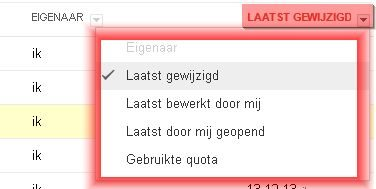 EIGENAAR LAATST GEWIJZIGD
Eigenaar
ik
Laatst gewijzigd
ik
Laatst bewerkt door mij
ik
Laatst door mij geopend
ik
Gebruikte quota
ik